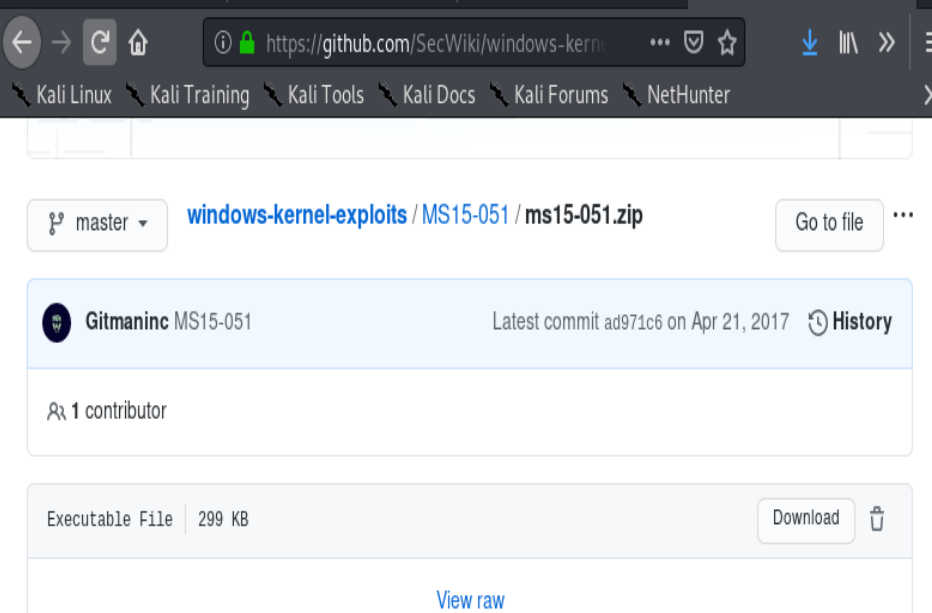 https://github.com/SecWiki/windows-kerne
Kali Linux Kali Training Kali Tools Kali Docs Kali Forums NetHunter
master windows-kernel-exploits / MS15-051 / ms15-051.zip Go to file
Gitmaninc MS15-051 Latest commit ad971c6 on Apr 21, 2017 History
1 contributor
Executable File 299 KB Download
View raw